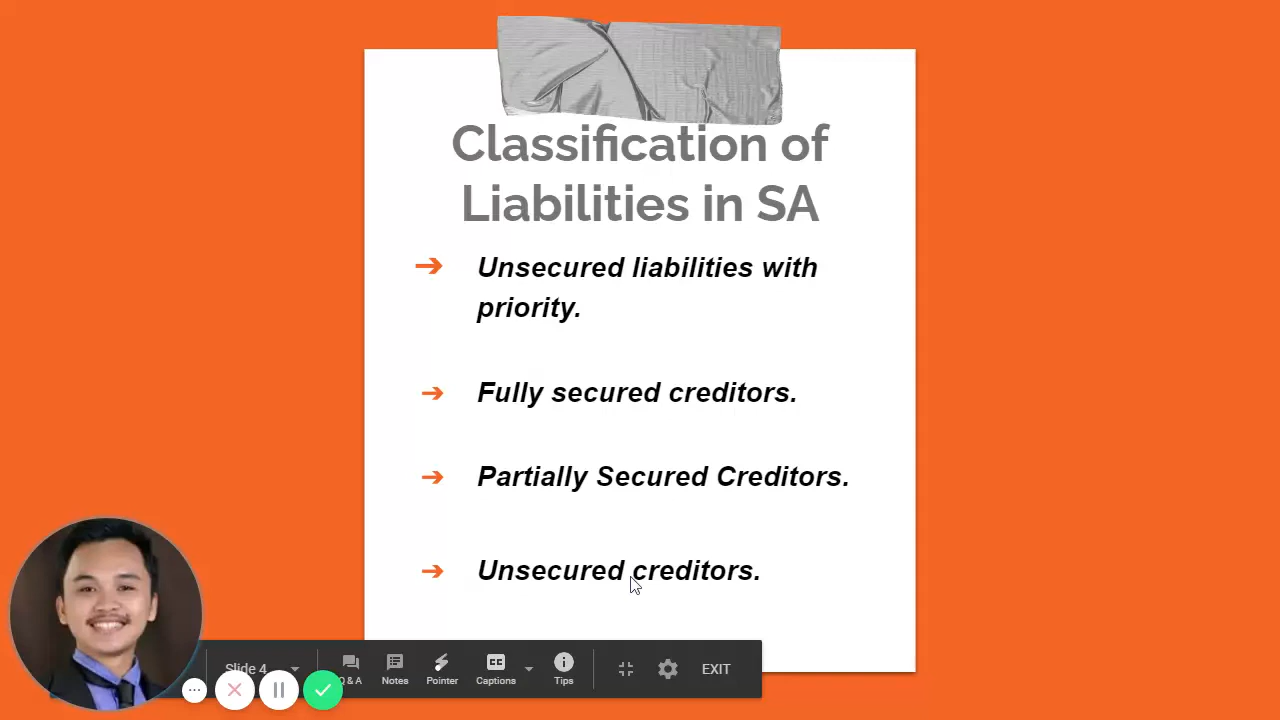 Classification of
Liabilities in SA
➔ Unsecured liabilities with
priority.
➔ Fully secured creditors.
➔ Partially Secured Creditors.
➔ Unsecured creditors.
Slide 4
Q & A
Notes
Pointer
CC
Captions
Tips
EXIT